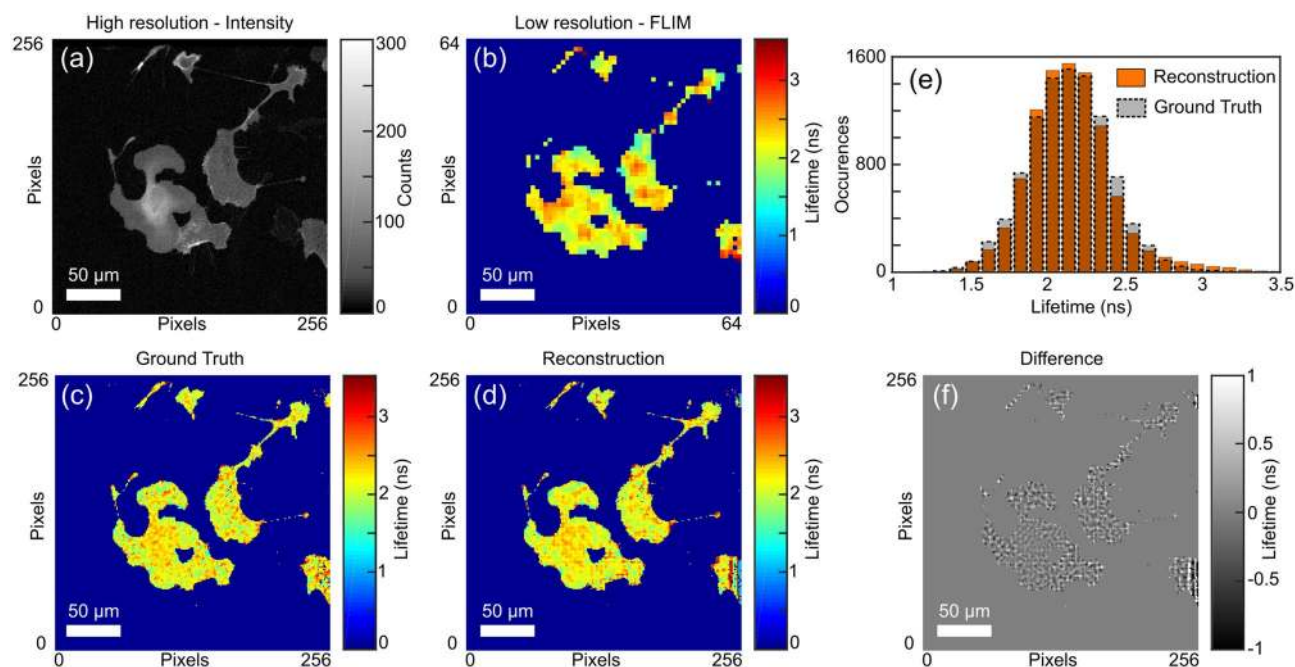 High resolution - Intensity
256
(a)
300
200
100
0
Counts
Pixels
50 µm
0
0
Pixels
256
Low resolution - FLIM
64
(b)
3
2
1
0
Lifetime (ns)
Pixels
50 µm
0
0
Pixels
64
1600
800
0
Occurences
(e)
Reconstruction
Ground Truth
1
1.5
2
2.5
3
3.5
Lifetime (ns)
Ground Truth
256
(c)
3
2
1
0
Lifetime (ns)
Pixels
50 µm
0
0
Pixels
256
Reconstruction
256
(d)
3
2
1
0
Lifetime (ns)
Pixels
50 µm
0
0
Pixels
256
Difference
256
(f)
1
0.5
0
-0.5
-1
Lifetime (ns)
Pixels
50 µm
0
0
Pixels
256